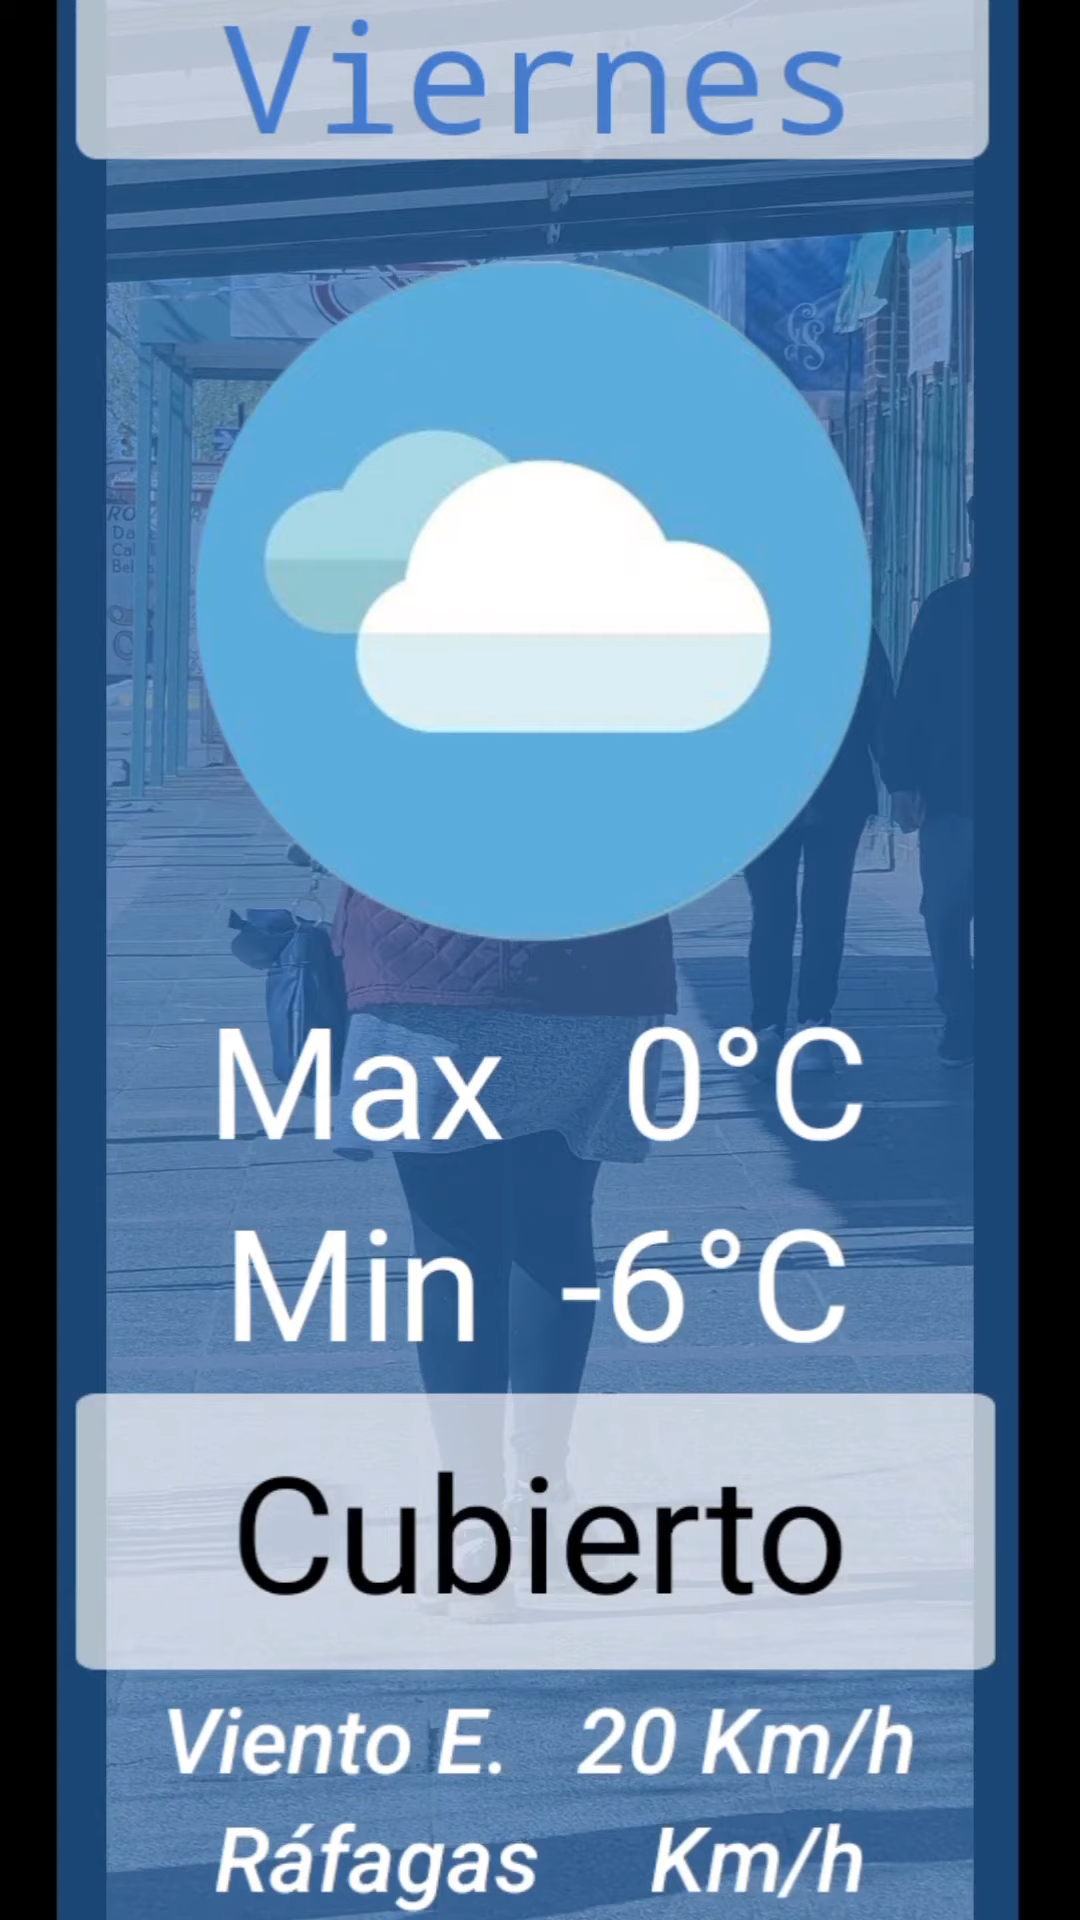 Viernes
Max 0°C
Min -6°C
Cubierto
Viento E. 20 Km/h
Ráfagas Km/h